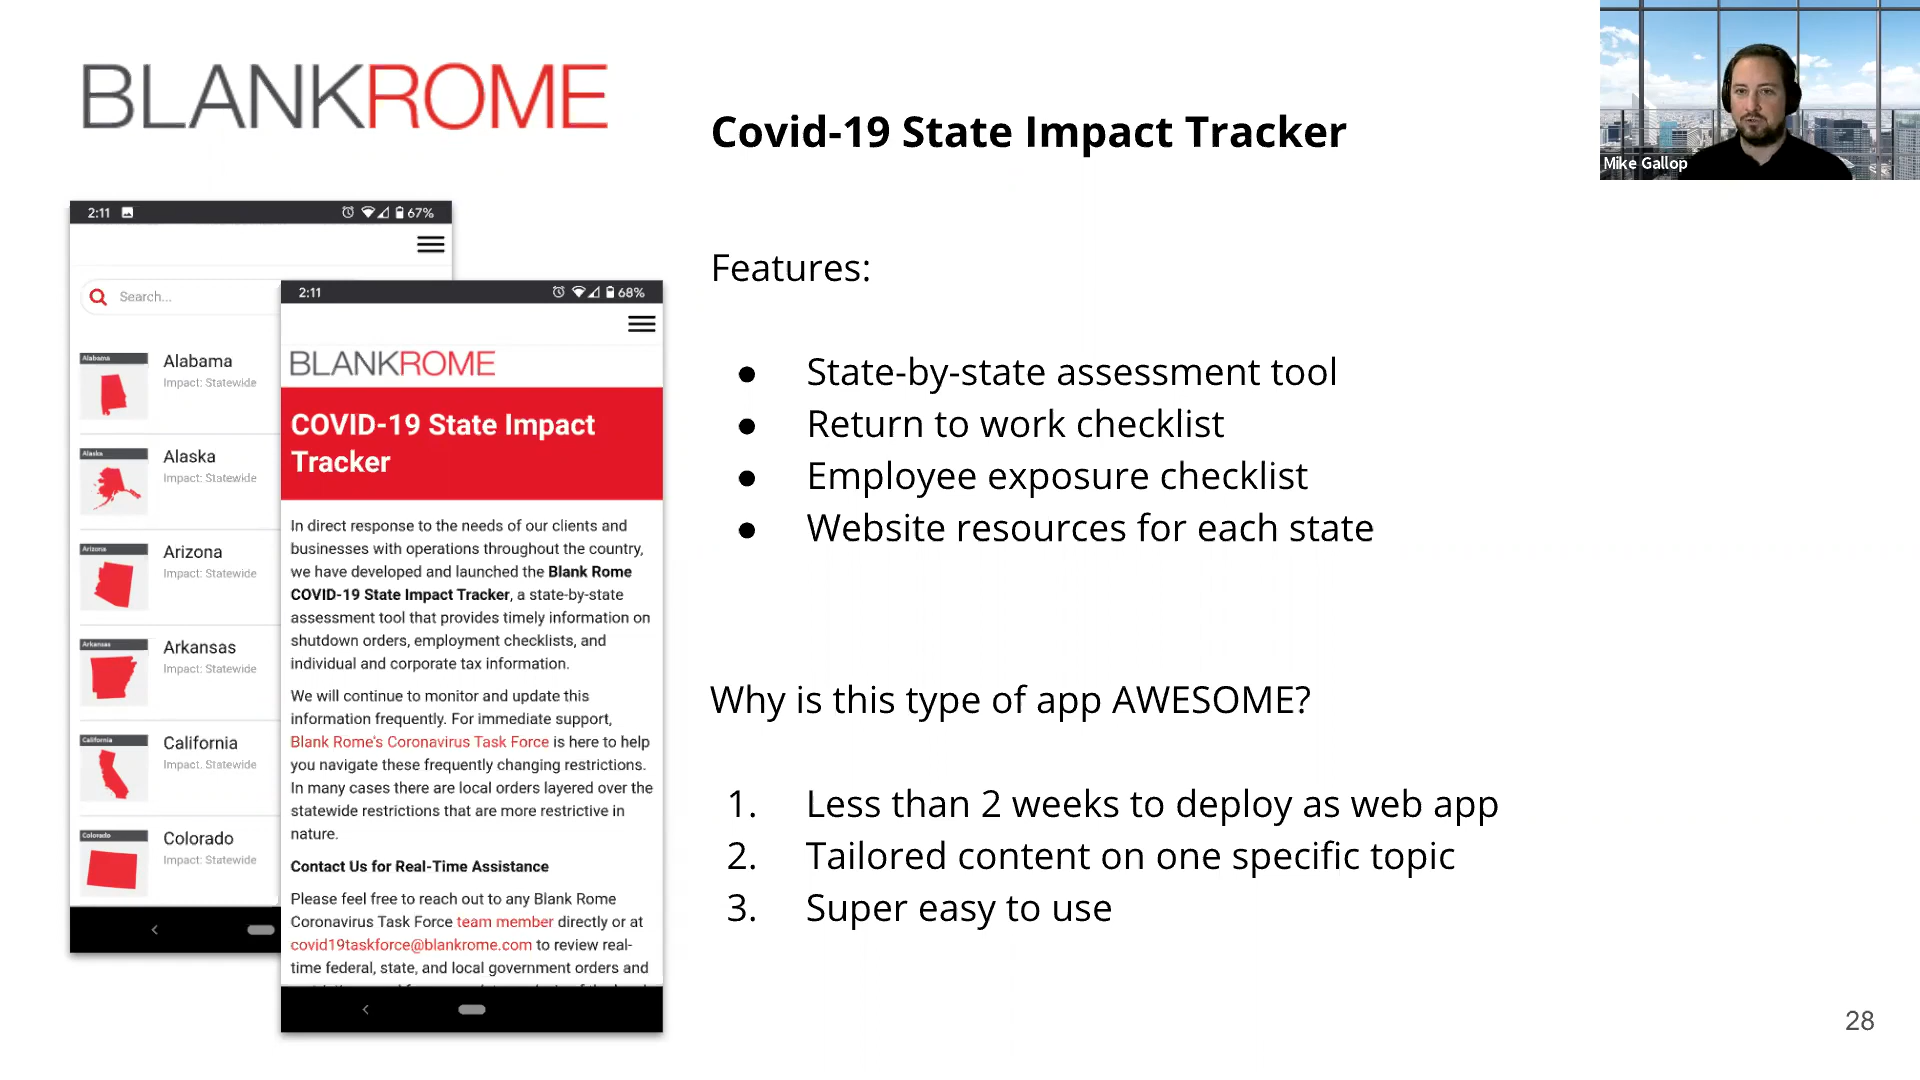 BLANKROME
Covid-19 State Impact Tracker
Mike Gallop
2:11 67%
Search...
Alabama
Alabama
Impact: Statewide
Alaska
Alaska
Impact: Statewide
Arizona
Arizona
Impact: Statewide
Arkansas
Arkansas
Impact: Statewide
California
California
Impact. Statewide
Colorado
Colorado
Impact: Statewide
2:11 68%
BLANKROME
COVID-19 State Impact
Tracker
In direct response to the needs of our clients and
businesses with operations throughout the country,
we have developed and launched the Blank Rome
COVID-19 State Impact Tracker, a state-by-state
assessment tool that provides timely information on
shutdown orders, employment checklists, and
individual and corporate tax information.
We will continue to monitor and update this
information frequently. For immediate support,
Blank Rome's Coronavirus Task Force is here to help
you navigate these frequently changing restrictions.
In many cases there are local orders layered over the
statewide restrictions that are more restrictive in
nature.
Contact Us for Real-Time Assistance
Please feel free to reach out to any Blank Rome
Coronavirus Task Force team member directly or at
covid19taskforce@blankrome.com to review real-
time federal, state, and local government orders and
Features:
● State-by-state assessment tool
● Return to work checklist
● Employee exposure checklist
● Website resources for each state
Why is this type of app AWESOME?
1. Less than 2 weeks to deploy as web app
2. Tailored content on one specific topic
3. Super easy to use
28